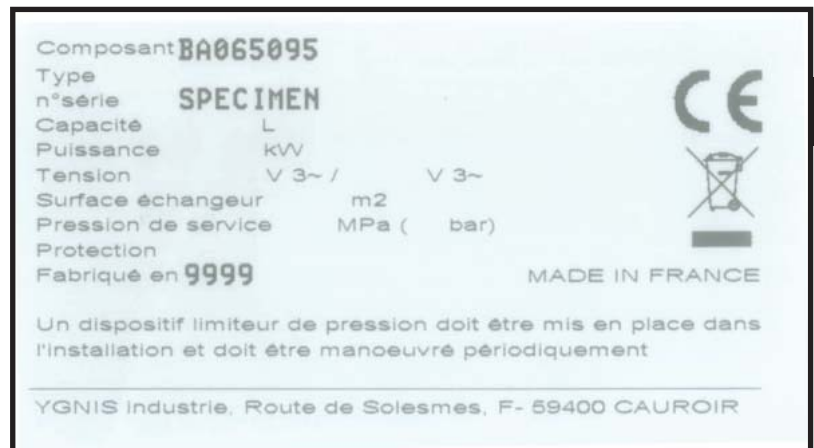 Composant BA065095
Type
n°série SPECIMEN
Capacité L
Puissance kW
Tension V 3~ / V 3~
Surface échangeur m2
Pression de service MPa ( bar)
Protection
Fabriqué en 9999 MADE IN FRANCE
Un dispositif limiteur de pression doit être mis en place dans
l'installation et doit être manoeuvré périodiquement
YGNIS industrie, Route de Solesmes, F- 59400 CAUROIR
CE